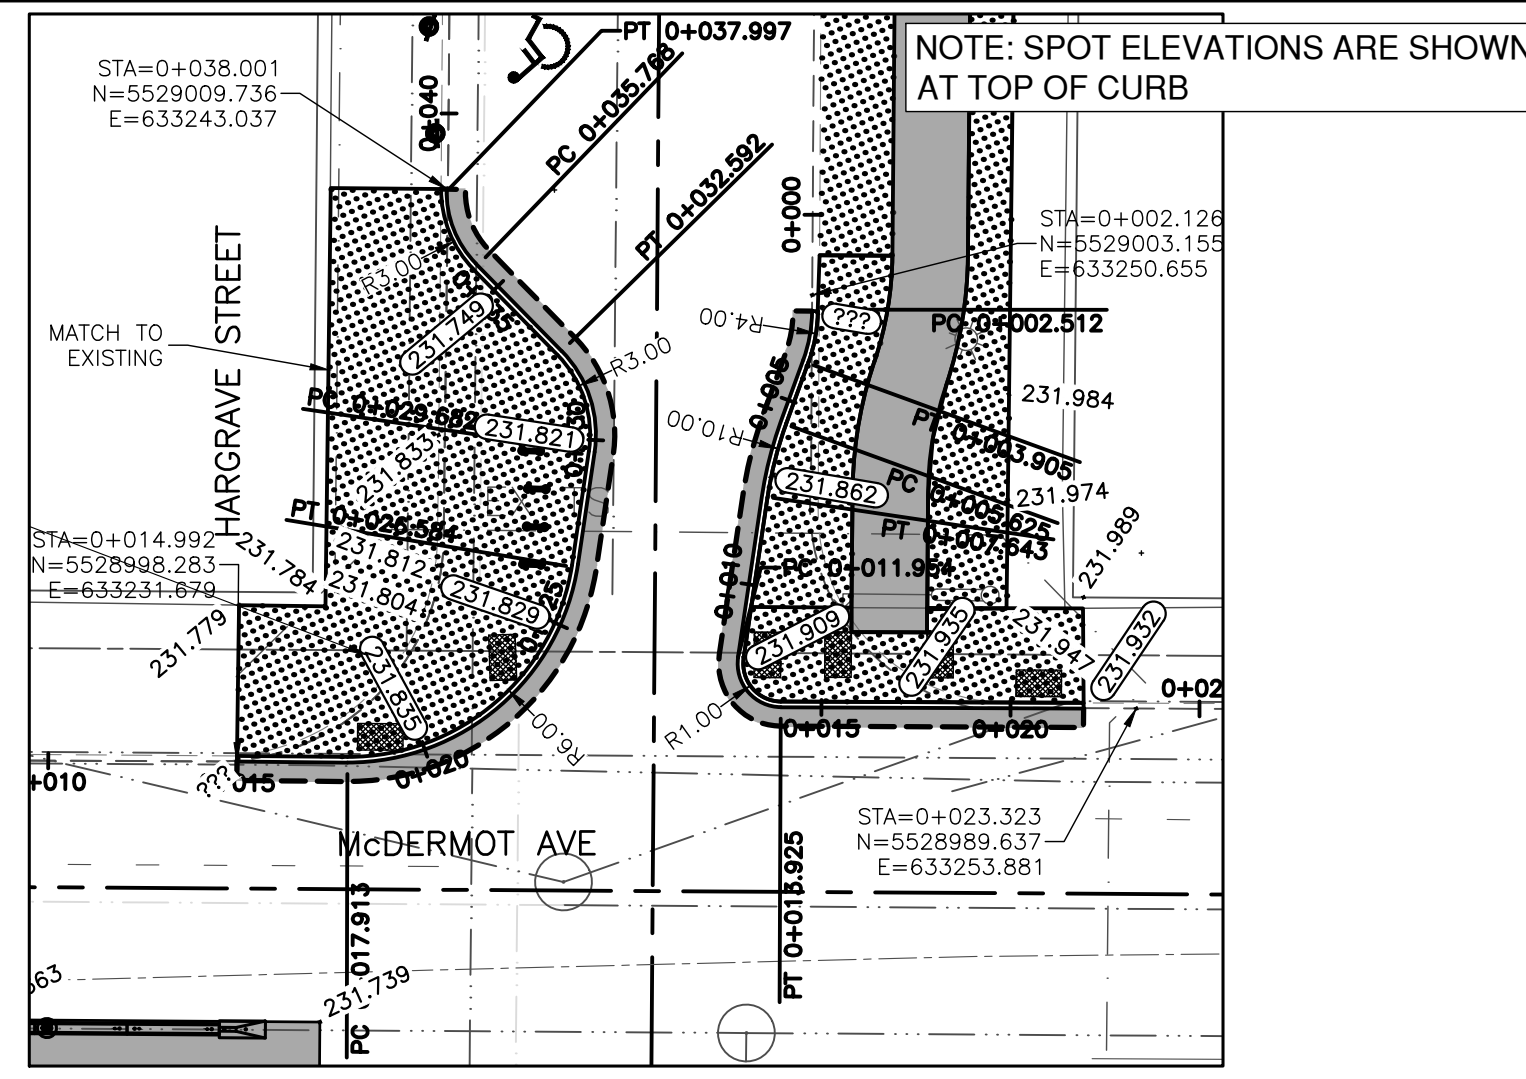 NOTE: SPOT ELEVATIONS ARE SHOWN
AT TOP OF CURB
PT 0+037.997
PC 0+035.768
PT 0+032.592
STA=0+038.001
N=5529009.736
E=633243.037
0+040
0+000
STA=0+002.126
N=5529003.155
E=633250.655
HARGRAVE STREET
R3.00
0+035
231.749
MATCH TO
EXISTING
R3.00
R4.00
???
PC 0+002.512
0+005
PC 0+029.682
231.821
0+030
R10.00
231.984
PT 0+003.905
231.833
231.862
PC 0+005.625
231.974
PT 0+026.584
PT 0+007.643
231.989
STA=0+014.992
N=5528998.283
E=633231.679
231.784
231.812
231.804
231.829
0+025
0+010
PC 0+011.954
231.779
231.835
231.909
231.935
231.947
231.932
0+02
R6.00
R1.00
0+015
0+020
+010
???
015
0+020
STA=0+023.323
N=5528989.637
E=633253.881
McDERMOT AVE
PC 017.913
PT 0+013.925
231.739